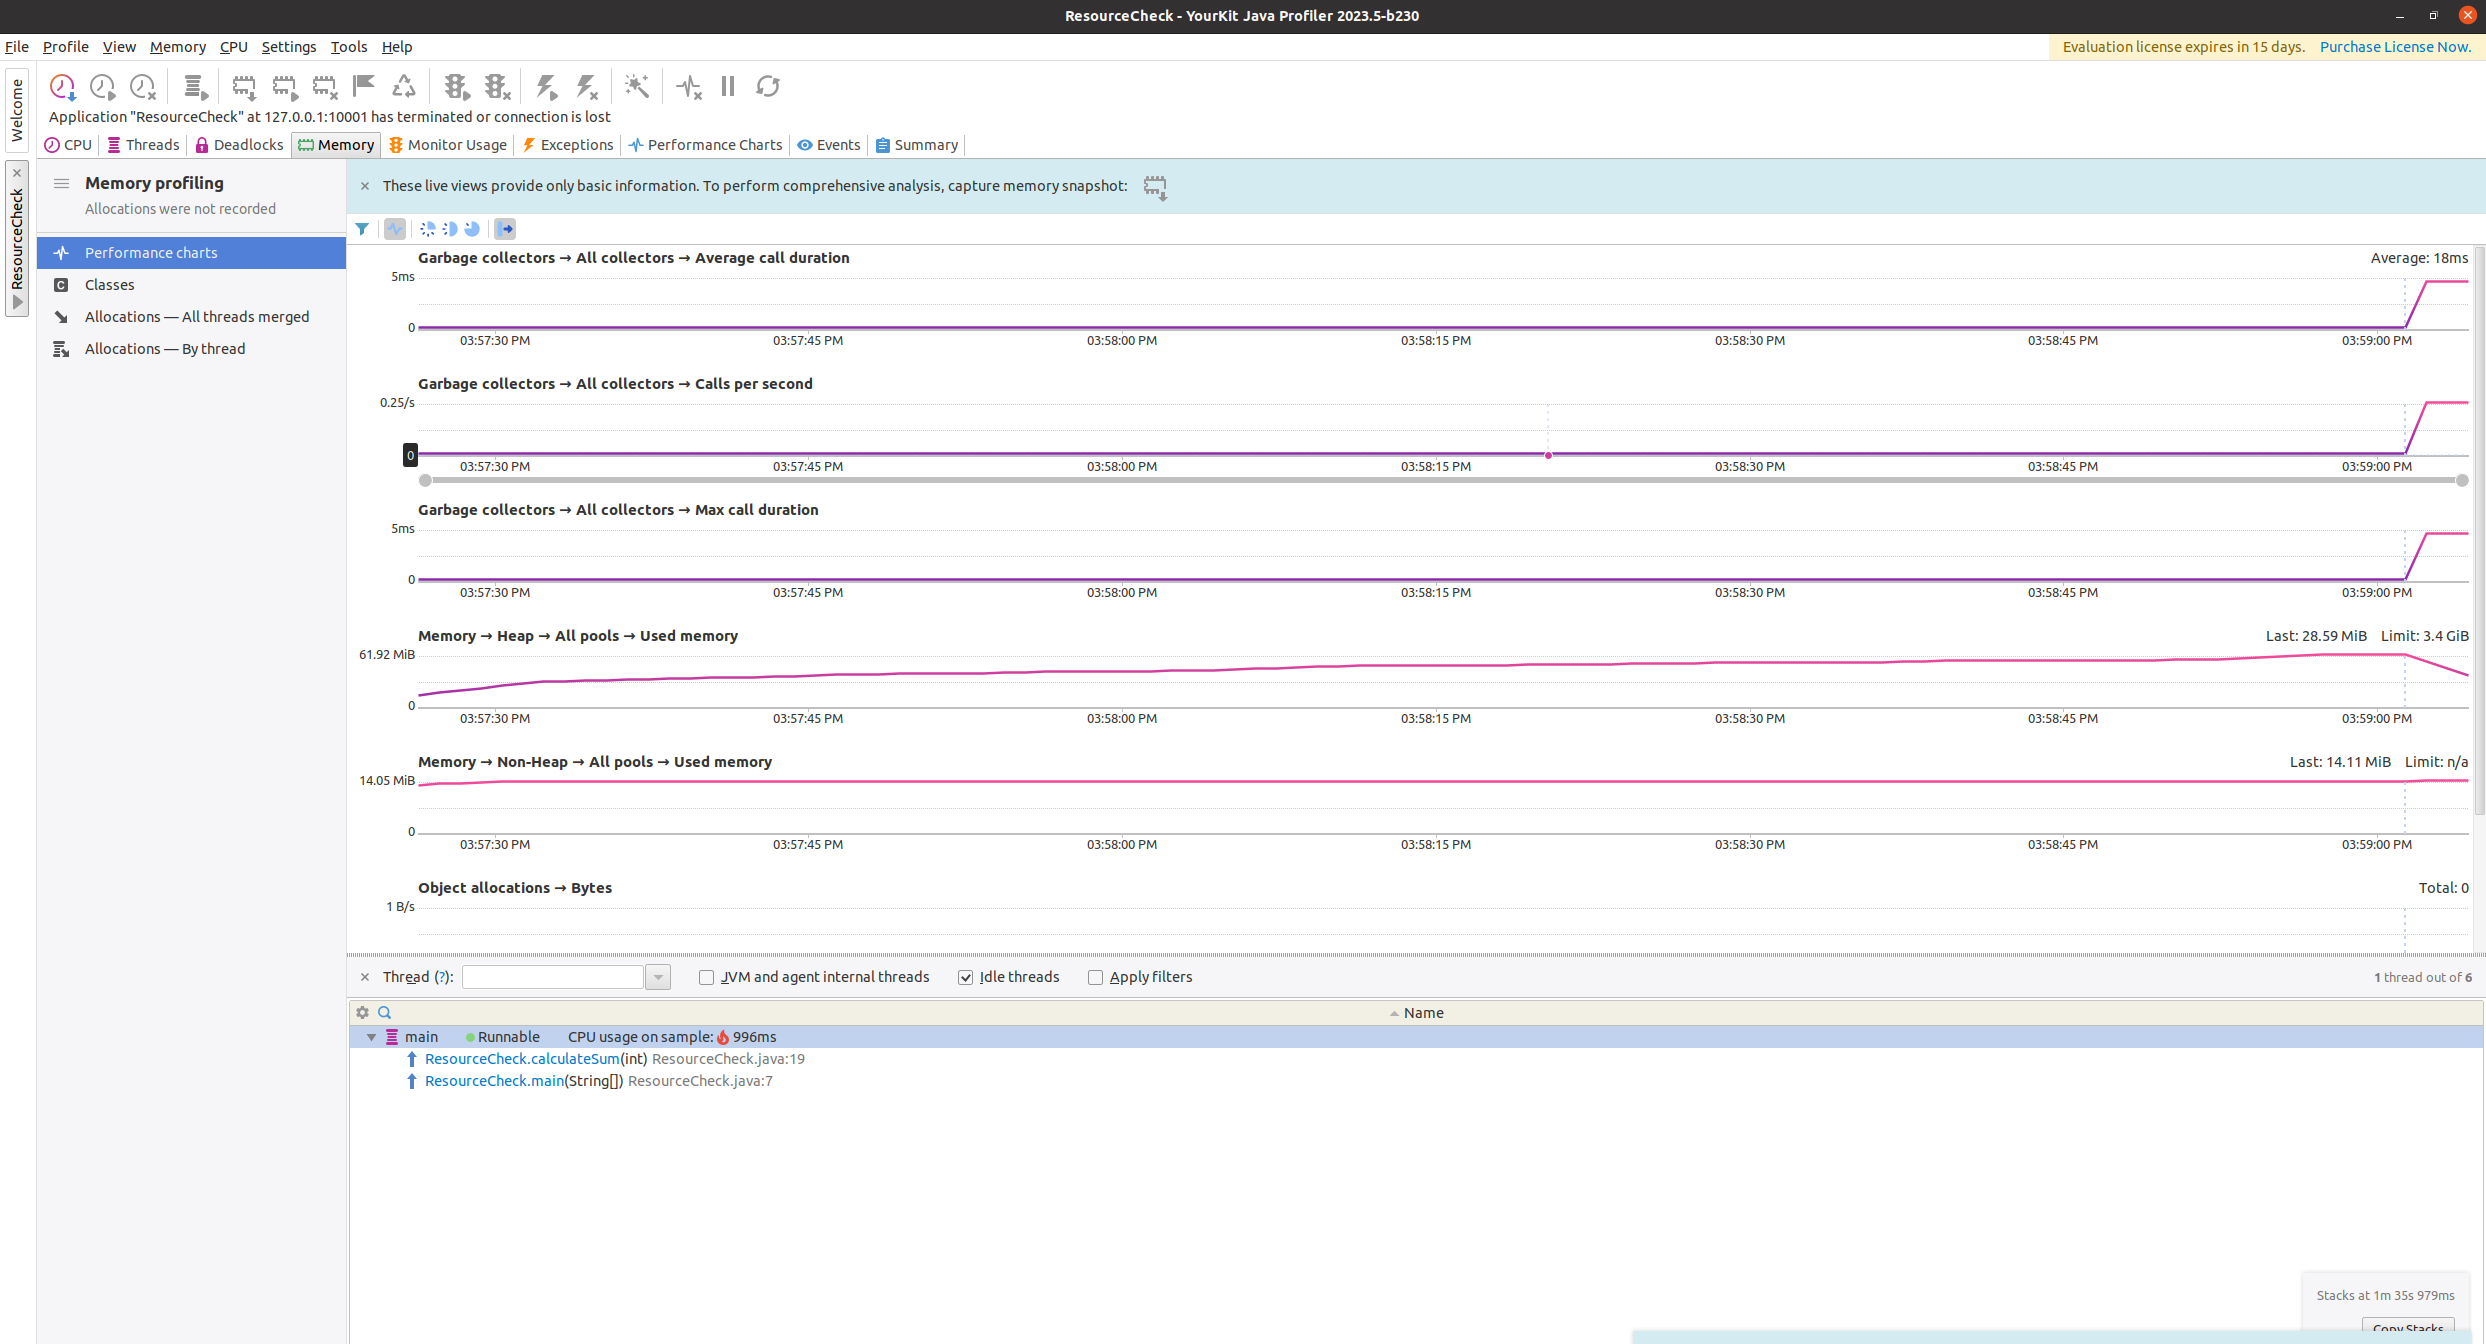 ResourceCheck - YourKit Java Profiler 2023.5-b230
File Profile View Memory CPU Settings Tools Help
Evaluation license expires in 15 days. Purchase License Now.
Welcome
ResourceCheck
Application "ResourceCheck" at 127.0.0.1:10001 has terminated or connection is lost
CPU Threads Deadlocks Memory Monitor Usage Exceptions Performance Charts Events Summary
Memory profiling
Allocations were not recorded
Performance charts
C Classes
Allocations — All threads merged
Allocations — By thread
These live views provide only basic information. To perform comprehensive analysis, capture memory snapshot:
Garbage collectors → All collectors → Average call duration Average: 18ms
5ms
0
03:57:30 PM 03:57:45 PM 03:58:00 PM 03:58:15 PM 03:58:30 PM 03:58:45 PM 03:59:00 PM
Garbage collectors → All collectors → Calls per second
0.25/s
0
03:57:30 PM 03:57:45 PM 03:58:00 PM 03:58:15 PM 03:58:30 PM 03:58:45 PM 03:59:00 PM
Garbage collectors → All collectors → Max call duration
5ms
0
03:57:30 PM 03:57:45 PM 03:58:00 PM 03:58:15 PM 03:58:30 PM 03:58:45 PM 03:59:00 PM
Memory → Heap → All pools → Used memory Last: 28.59 MiB Limit: 3.4 GiB
61.92 MiB
0
03:57:30 PM 03:57:45 PM 03:58:00 PM 03:58:15 PM 03:58:30 PM 03:58:45 PM 03:59:00 PM
Memory → Non-Heap → All pools → Used memory Last: 14.11 MiB Limit: n/a
14.05 MiB
0
03:57:30 PM 03:57:45 PM 03:58:00 PM 03:58:15 PM 03:58:30 PM 03:58:45 PM 03:59:00 PM
Object allocations → Bytes Total: 0
1 B/s
Thread (?): JVM and agent internal threads Idle threads Apply filters 1 thread out of 6
Name
main Runnable CPU usage on sample: 996ms
ResourceCheck.calculateSum(int) ResourceCheck.java:19
ResourceCheck.main(String[]) ResourceCheck.java:7
Stacks at 1m 35s 979ms
Copy Stacks